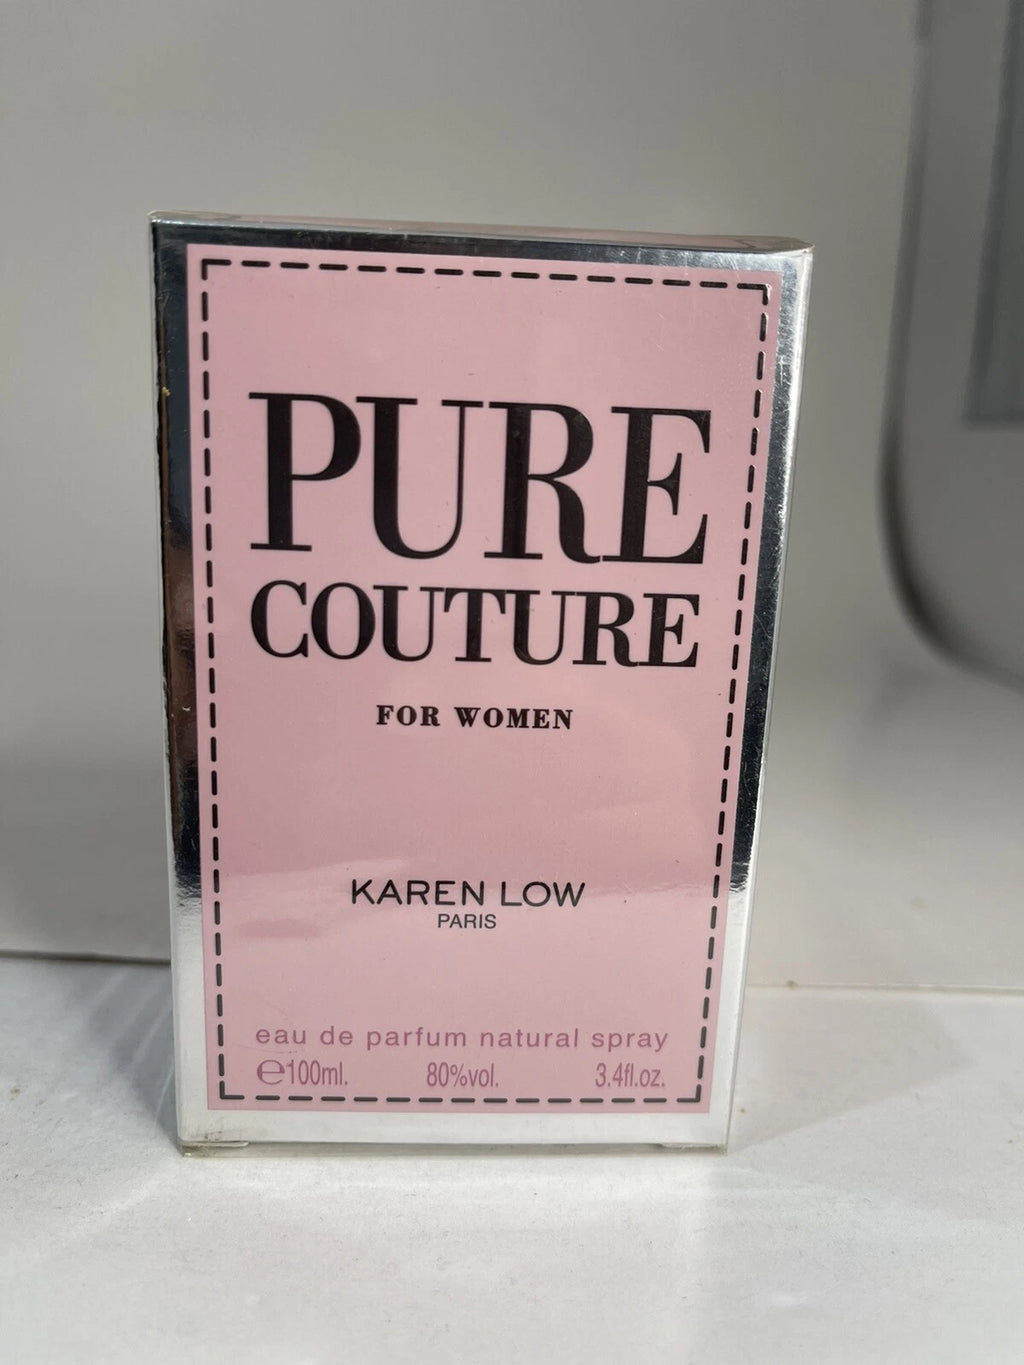 PURE
COUTURE
FOR WOMEN
KAREN LOW
PARIS
eau de parfum natural spray
℮100ml. 80%vol. 3.4fl.oz.